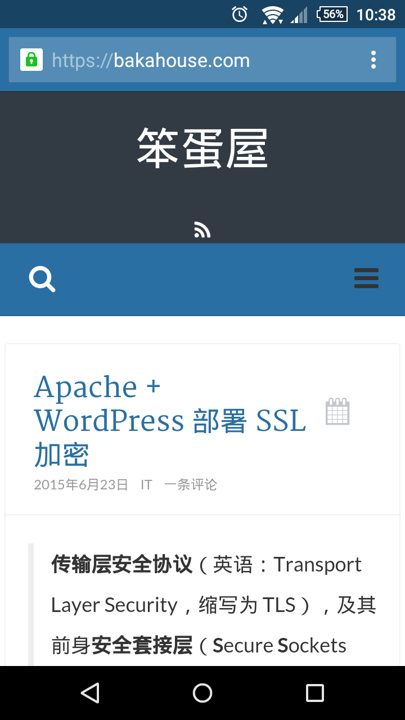 56% 10:38
https://bakahouse.com
笨蛋屋
Apache +
WordPress 部署 SSL
加密
2015年6月23日 IT 一条评论
传输层安全协议（英语：Transport
Layer Security，缩写为 TLS），及其
前身安全套接层（Secure Sockets